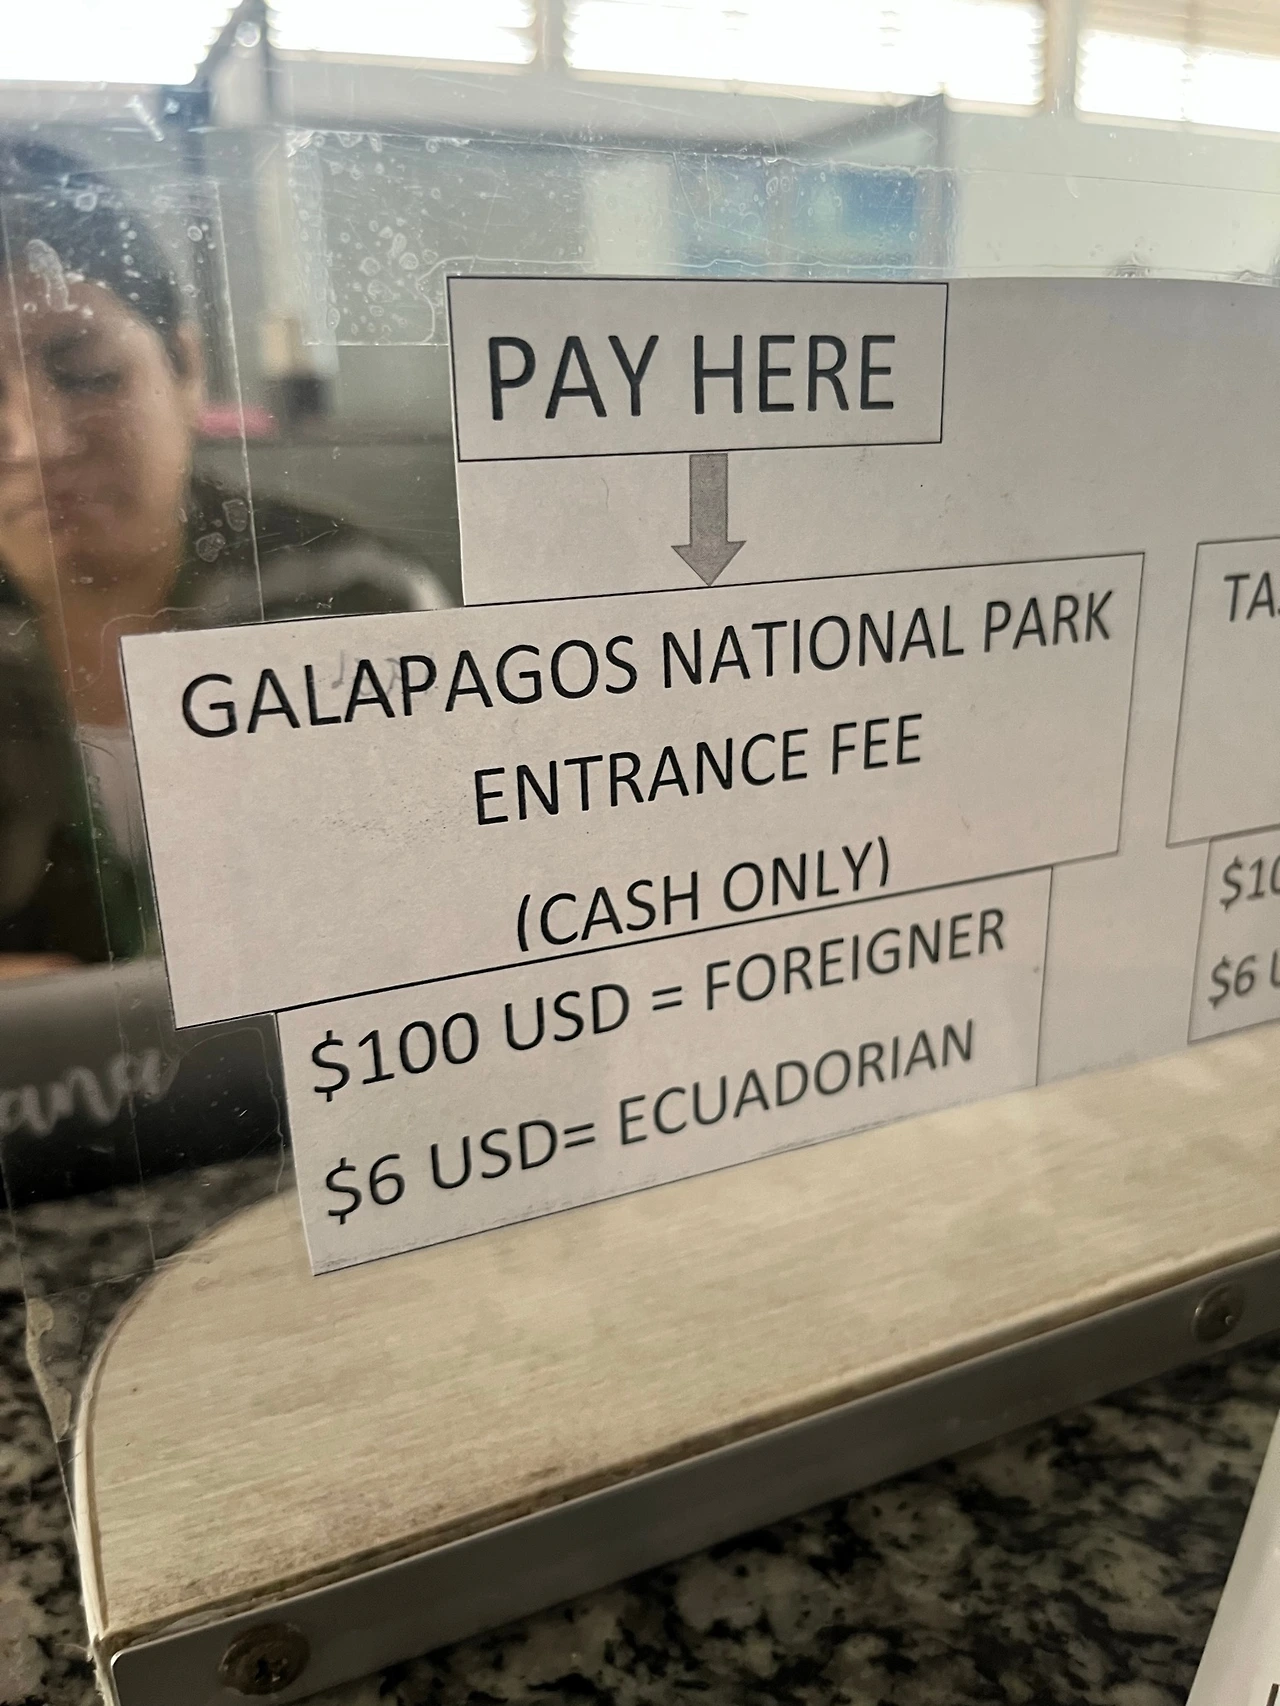 PAY HERE
GALAPAGOS NATIONAL PARK
ENTRANCE FEE
(CASH ONLY)
$100 USD = FOREIGNER
$6 USD= ECUADORIAN